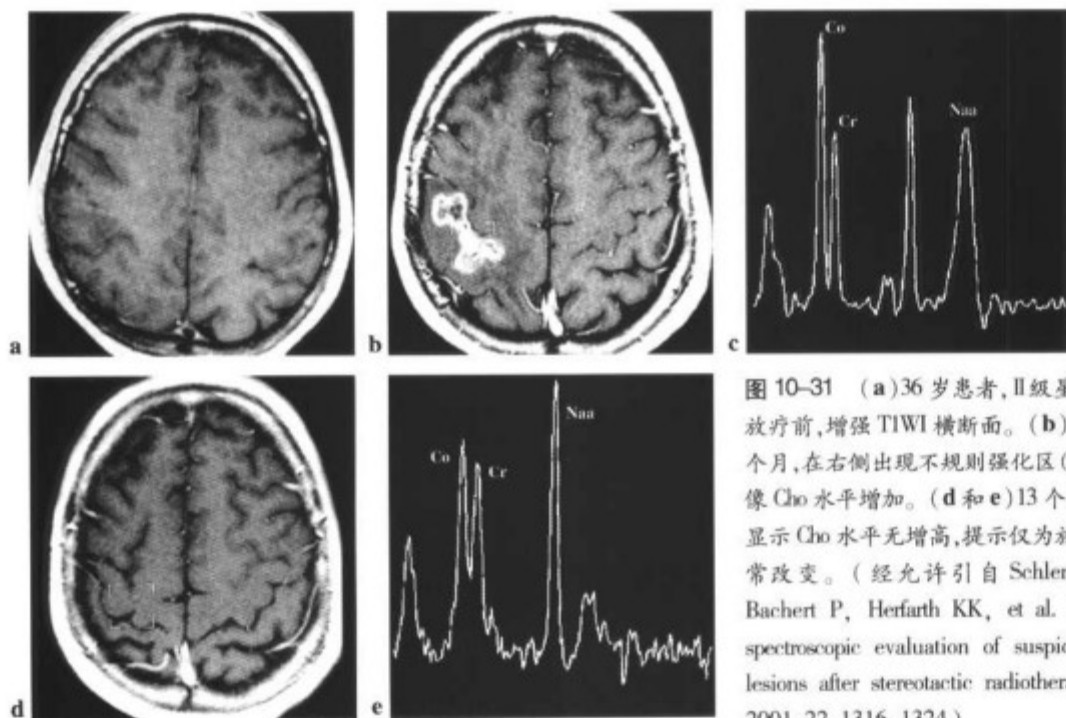 a
b
c
Co
Cr
Naa
d
e
Co
Cr
Naa
图 10-31 (a)36 岁患者,Ⅱ级星
放疗前,增强 T1WI 横断面。(b)
个月,在右侧出现不规则强化区(
像 Cho 水平增加。(d 和 e)13 个
显示 Cho 水平无增高,提示仅为
常改变。(经允许引自 Schlem
Bachert P, Herfarth KK, et al.
spectroscopic evaluation of suspic
lesions after stereotactic radiother
2001, 22, 1316–1324.)